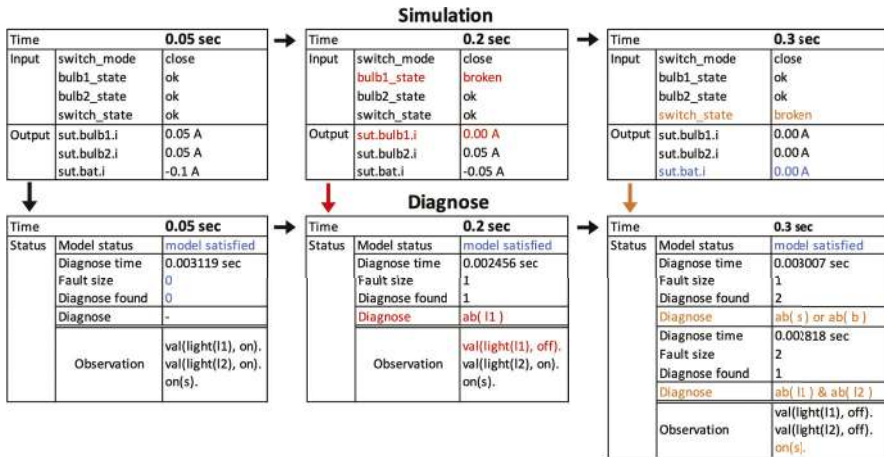 Simulation
Time 0.05 sec
Input switch_mode close
bulb1_state ok
bulb2_state ok
switch_state ok
Output sut.bulb1.i 0.05 A
sut.bulb2.i 0.05 A
sut.bat.i -0.1 A
Time 0.2 sec
Input switch_mode close
bulb1_state broken
bulb2_state ok
switch_state ok
Output sut.bulb1.i 0.00 A
sut.bulb2.i 0.05 A
sut.bat.i -0.05 A
Time 0.3 sec
Input switch_mode close
bulb1_state ok
bulb2_state ok
switch_state broken
Output sut.bulb1.i 0.00 A
sut.bulb2.i 0.00 A
sut.bat.i 0.00 A
Diagnose
Time 0.05 sec
Status Model status model satisfied
Diagnose time 0.003119 sec
Fault size 0
Diagnose found 0
Diagnose -
Observation
val(light(l1), on).
val(light(l2), on).
on(s).
Time 0.2 sec
Status Model status model satisfied
Diagnose time 0.002456 sec
Fault size 1
Diagnose found 1
Diagnose ab( l1 )
Observation
val(light(l1), off).
val(light(l2), on).
on(s).
Time 0.3 sec
Status Model status model satisfied
Diagnose time 0.003007 sec
Fault size 1
Diagnose found 2
Diagnose ab( s ) or ab( b )
Diagnose time 0.002818 sec
Fault size 2
Diagnose found 1
Diagnose ab( l1 ) & ab( l2 )
Observation
val(light(l1), off).
val(light(l2), off).
on(s).